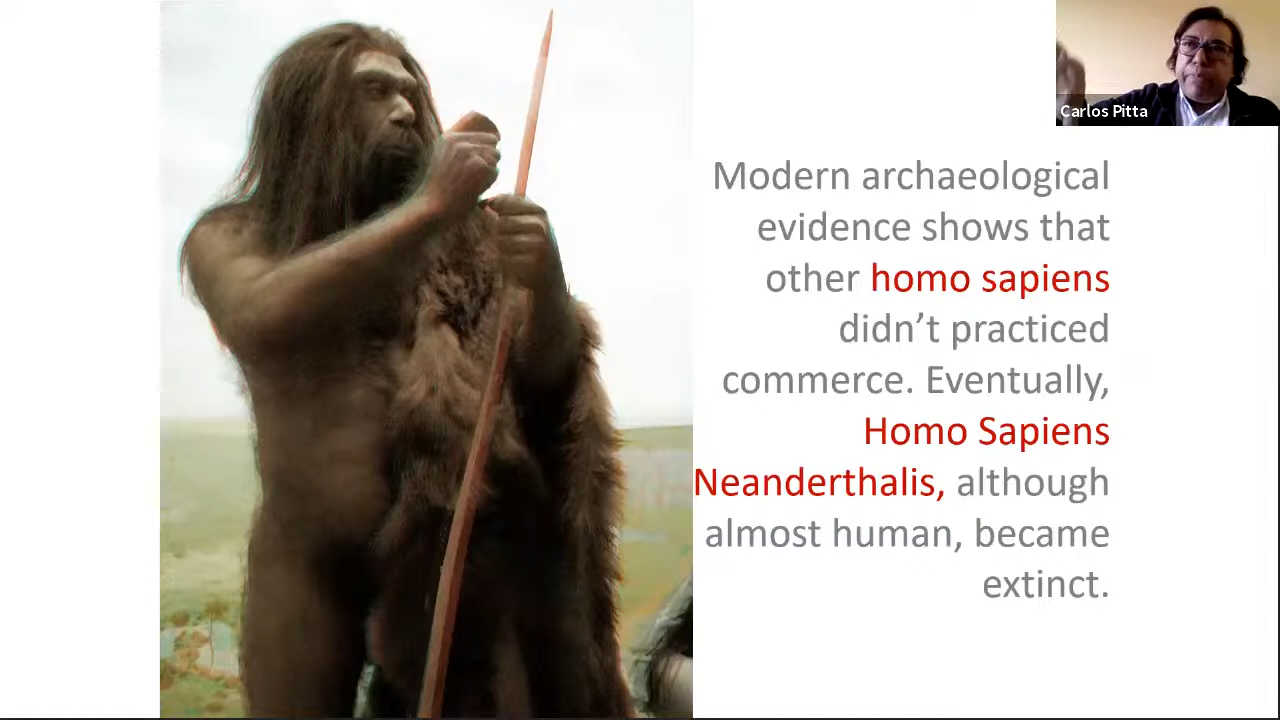 Carlos Pitta
Modern archaeological
evidence shows that
other homo sapiens
didn’t practiced
commerce. Eventually,
Homo Sapiens
Neanderthalis, although
almost human, became
extinct.